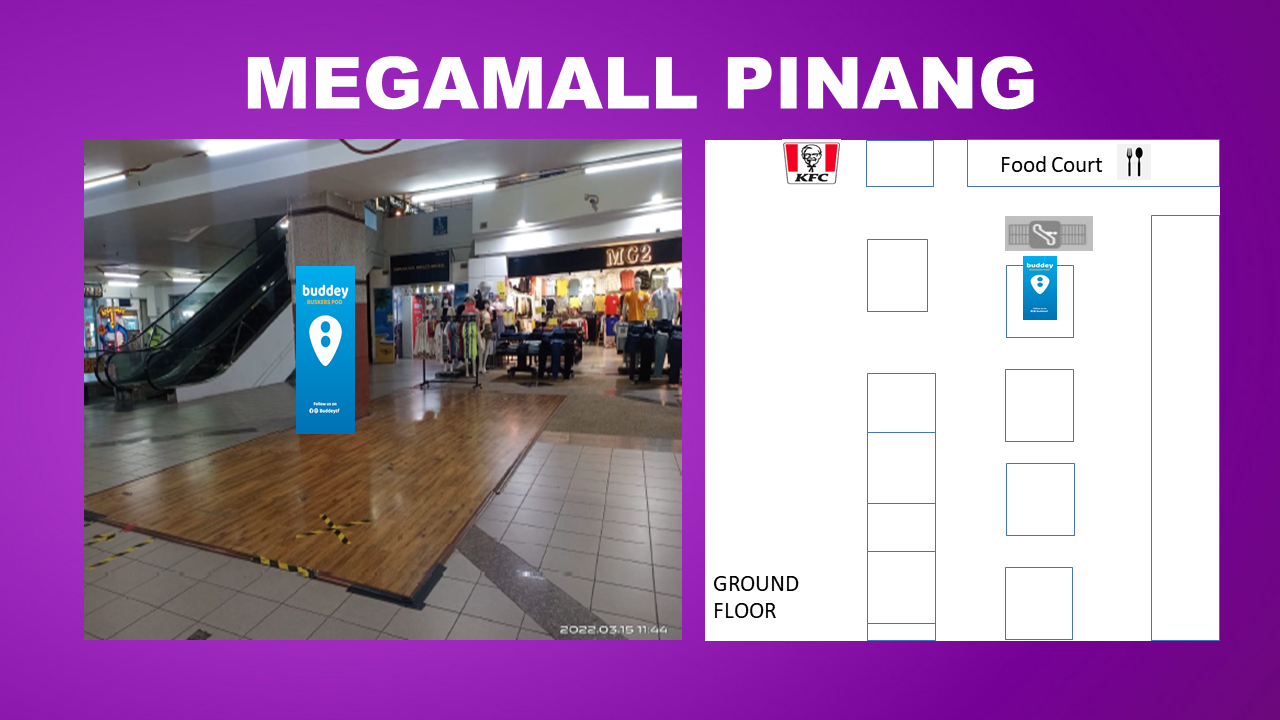 MEGAMALL PINANG
MG2
buddey
BUSKERS POD
Follow us on
Buddeytf
2022.03.15 11:44
KFC
Food Court
buddey
GROUND
FLOOR